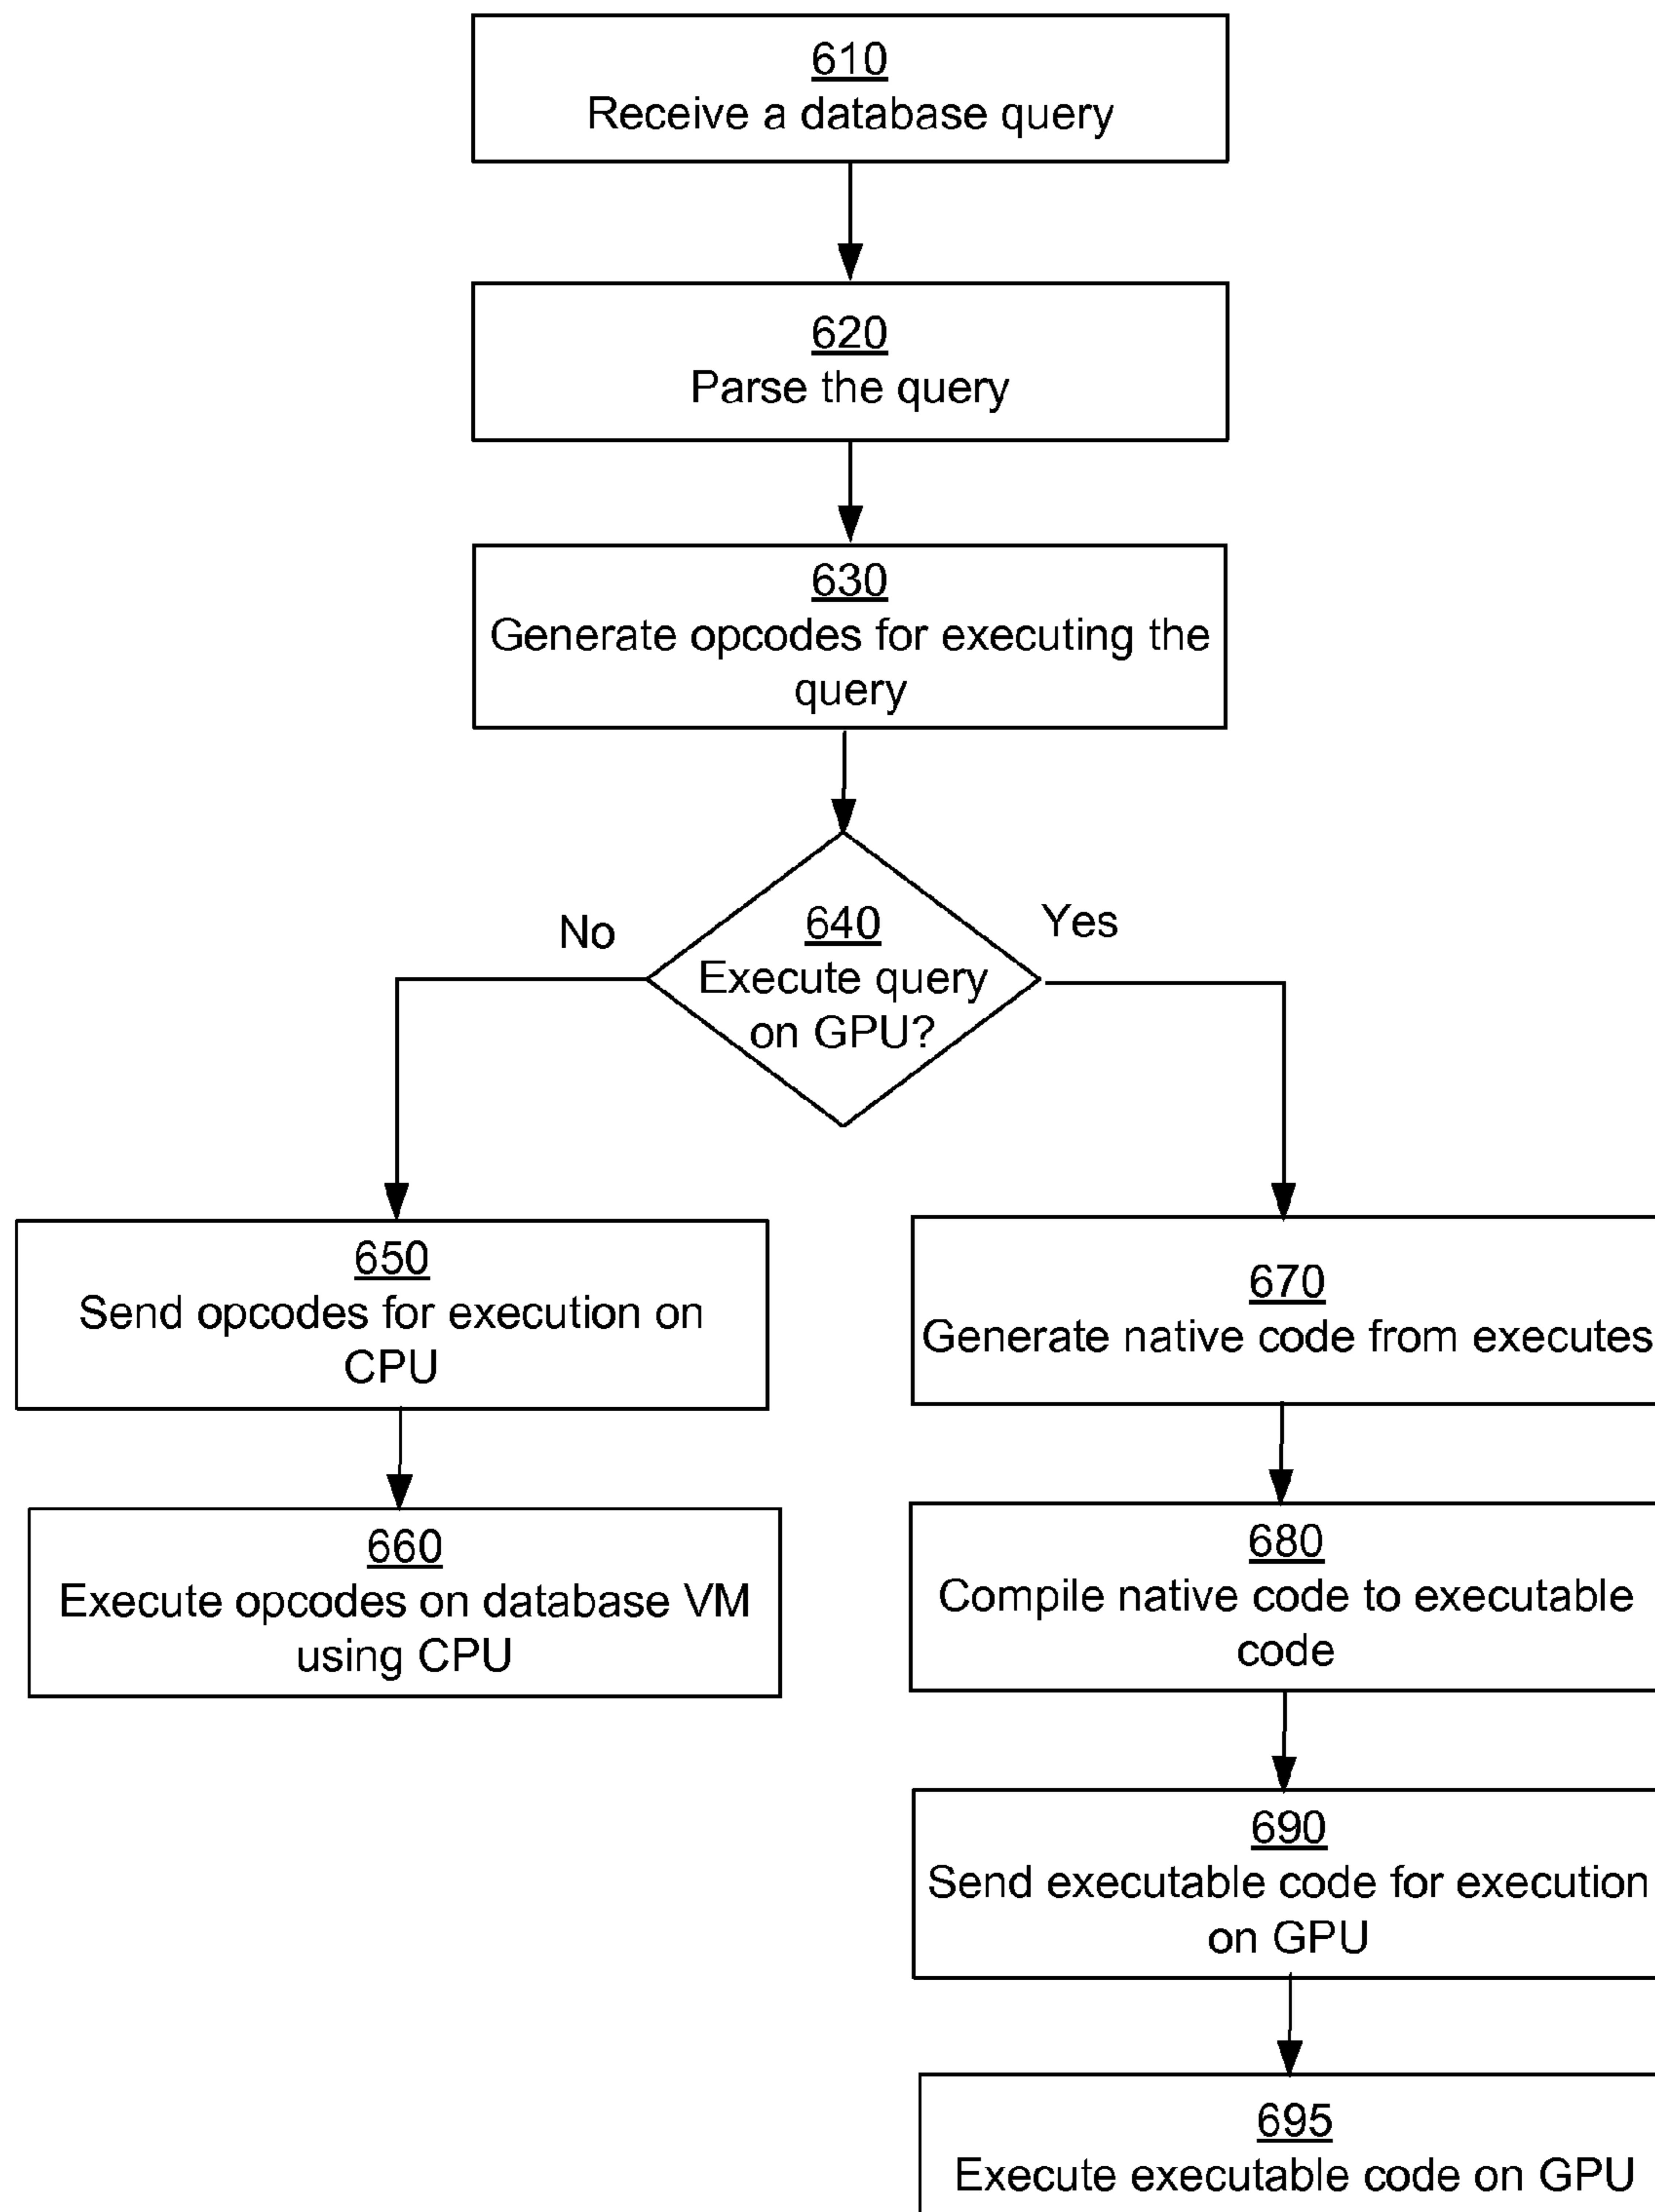 610
Receive a database query
620
Parse the query
630
Generate opcodes for executing the
query
640
Execute query
on GPU?
No
Yes
650
Send opcodes for execution on
CPU
660
Execute opcodes on database VM
using CPU
670
Generate native code from executes
680
Compile native code to executable
code
690
Send executable code for execution
on GPU
695
Execute executable code on GPU